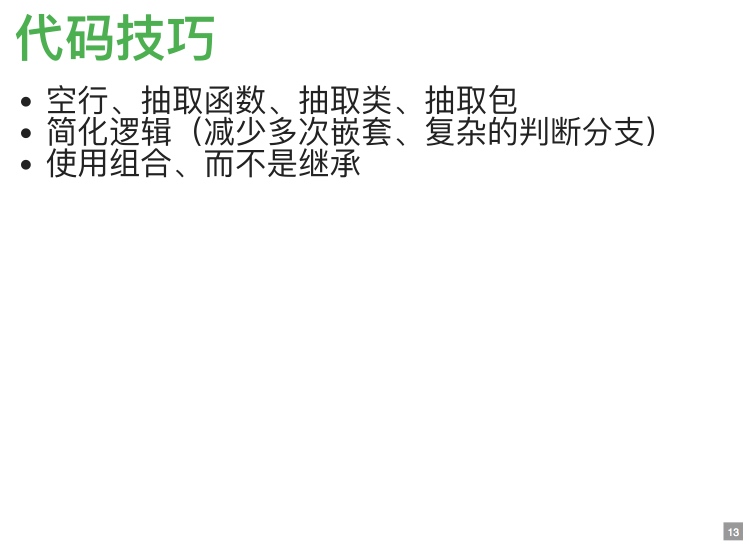 代码技巧
• 空行、抽取函数、抽取类、抽取包
• 简化逻辑（减少多次嵌套、复杂的判断分支）
• 使用组合、而不是继承
13